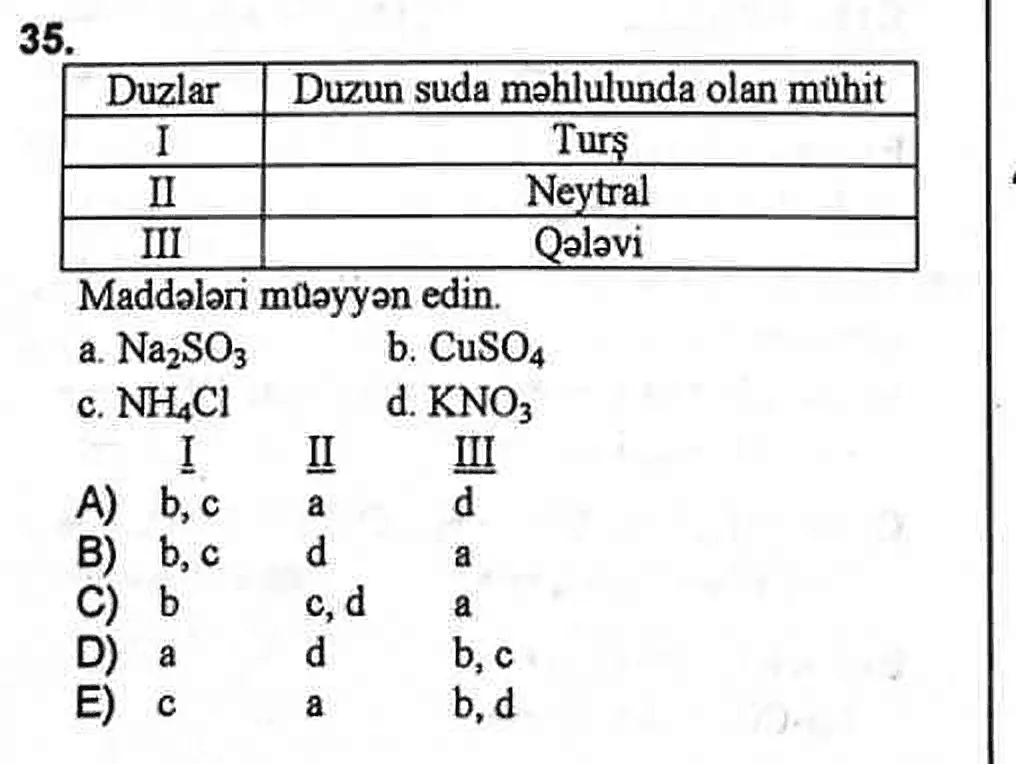 35.
Duzlar Duzun suda məhlulunda olan mühit
I Turş
II Neytral
III Qələvi
Maddələri müəyyən edin.
a. Na₂SO₃ b. CuSO₄
c. NH₄Cl d. KNO₃
I II III
A) b, c a d
B) b, c d a
C) b c, d a
D) a d b, c
E) c a b, d